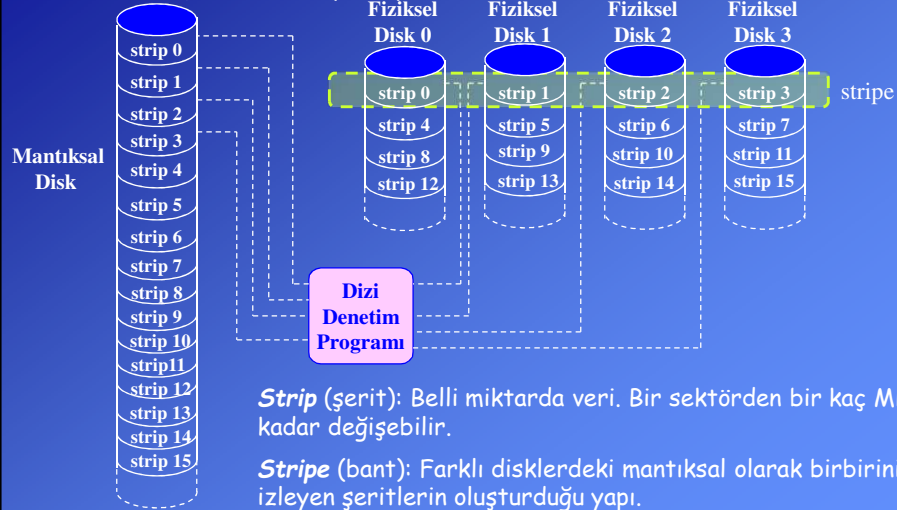 Fiziksel Disk 0
Fiziksel Disk 1
Fiziksel Disk 2
Fiziksel Disk 3
strip 0
strip 1
strip 2
strip 3
strip 4
strip 5
strip 6
strip 7
strip 8
strip 9
strip 10
strip11
strip 12
strip 13
strip 14
strip 15
Mantıksal
Disk
strip 0
strip 1
strip 2
strip 3
stripe
strip 4
strip 5
strip 6
strip 7
strip 8
strip 9
strip 10
strip 11
strip 12
strip 13
strip 14
strip 15
Dizi
Denetim
Programı
Strip (şerit): Belli miktarda veri. Bir sektörden bir kaç
kadar değişebilir.
Stripe (bant): Farklı disklerdeki mantıksal olarak birbirini
izleyen şeritlerin oluşturduğu yapı.